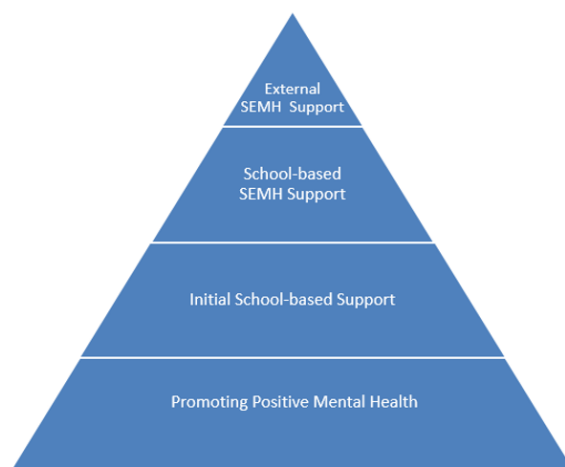 External
SEMH Support
School-based
SEMH Support
Initial School-based Support
Promoting Positive Mental Health